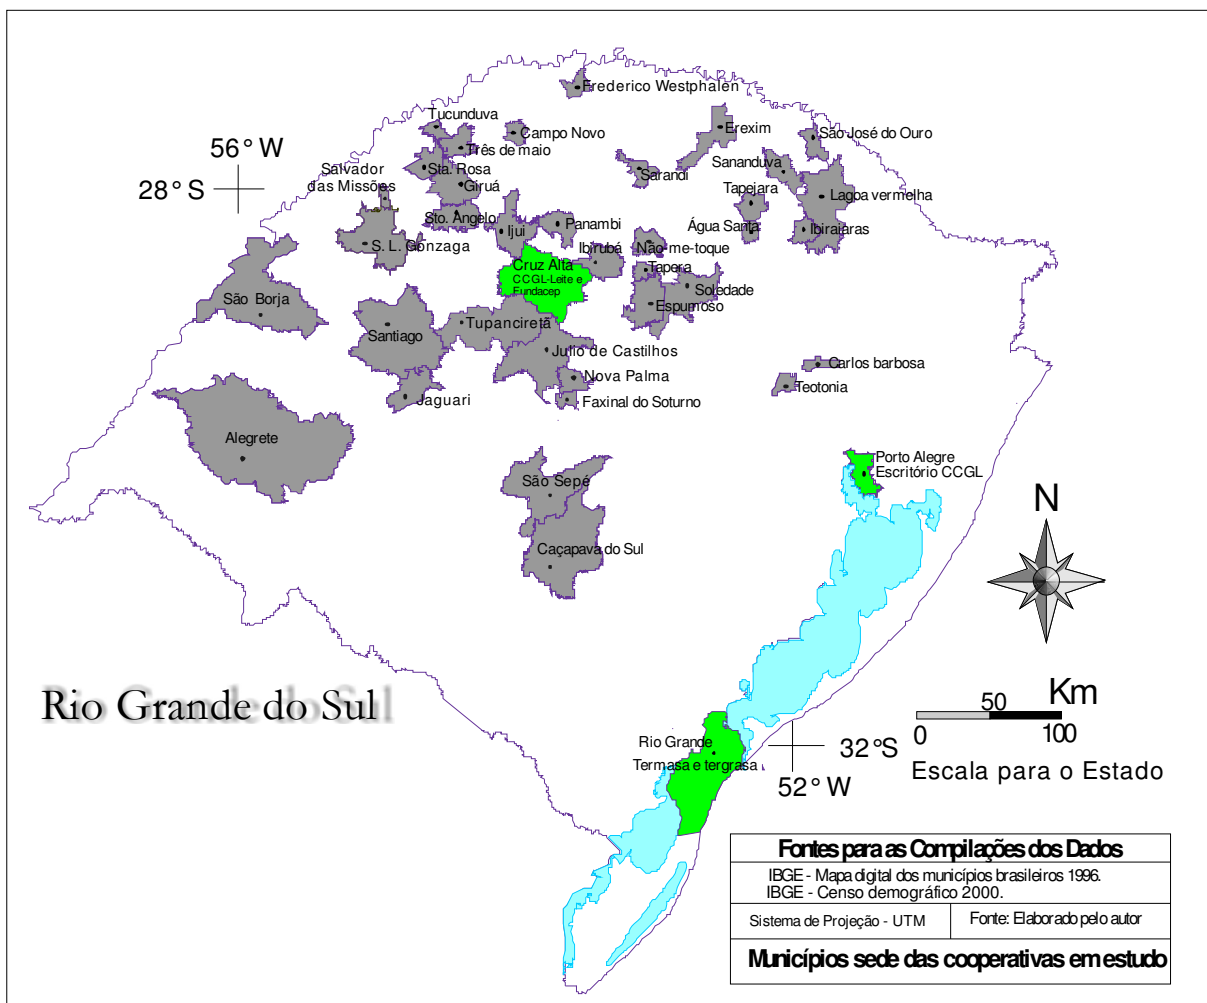 Frederico Westphalen
Tucunduva
Campo Novo
Erexim
São José do Ouro
Três de maio
56° W
28° S
Salvador
das Missões
Sta. Rosa
Giruá
Sarandi
Sananduva
Tapejara
Lagoa vermelha
Sto. Angelo
Ijui
Panambi
Água Santa
Ibirajaras
S. L. Gonzaga
Não-me-toque
Ibirubá
Cruz Alta
CCGL-Leite e
Fundacep
Tapera
Soledade
Espumoso
São Borja
Santiago
Tupanciretã
Julio de Castilhos
Carlos barbosa
Nova Palma
Teotonia
Jaguari
Faxinal do Soturno
Alegrete
Porto Alegre
Escritório CCGL
São Sepé
N
Caçapava do Sul
Rio Grande do Sul
50 Km
0 100
Escala para o Estado
Rio Grande
Termasa e tergrasa
32°S
52° W
Fontes para as Compilações dos Dados
IBGE - Mapa digital dos municípios brasileiros 1996.
IBGE - Censo demográfico 2000.
Sistema de Projeção - UTM
Fonte: Elaborado pelo autor
Municípios sede das cooperativas em estudo